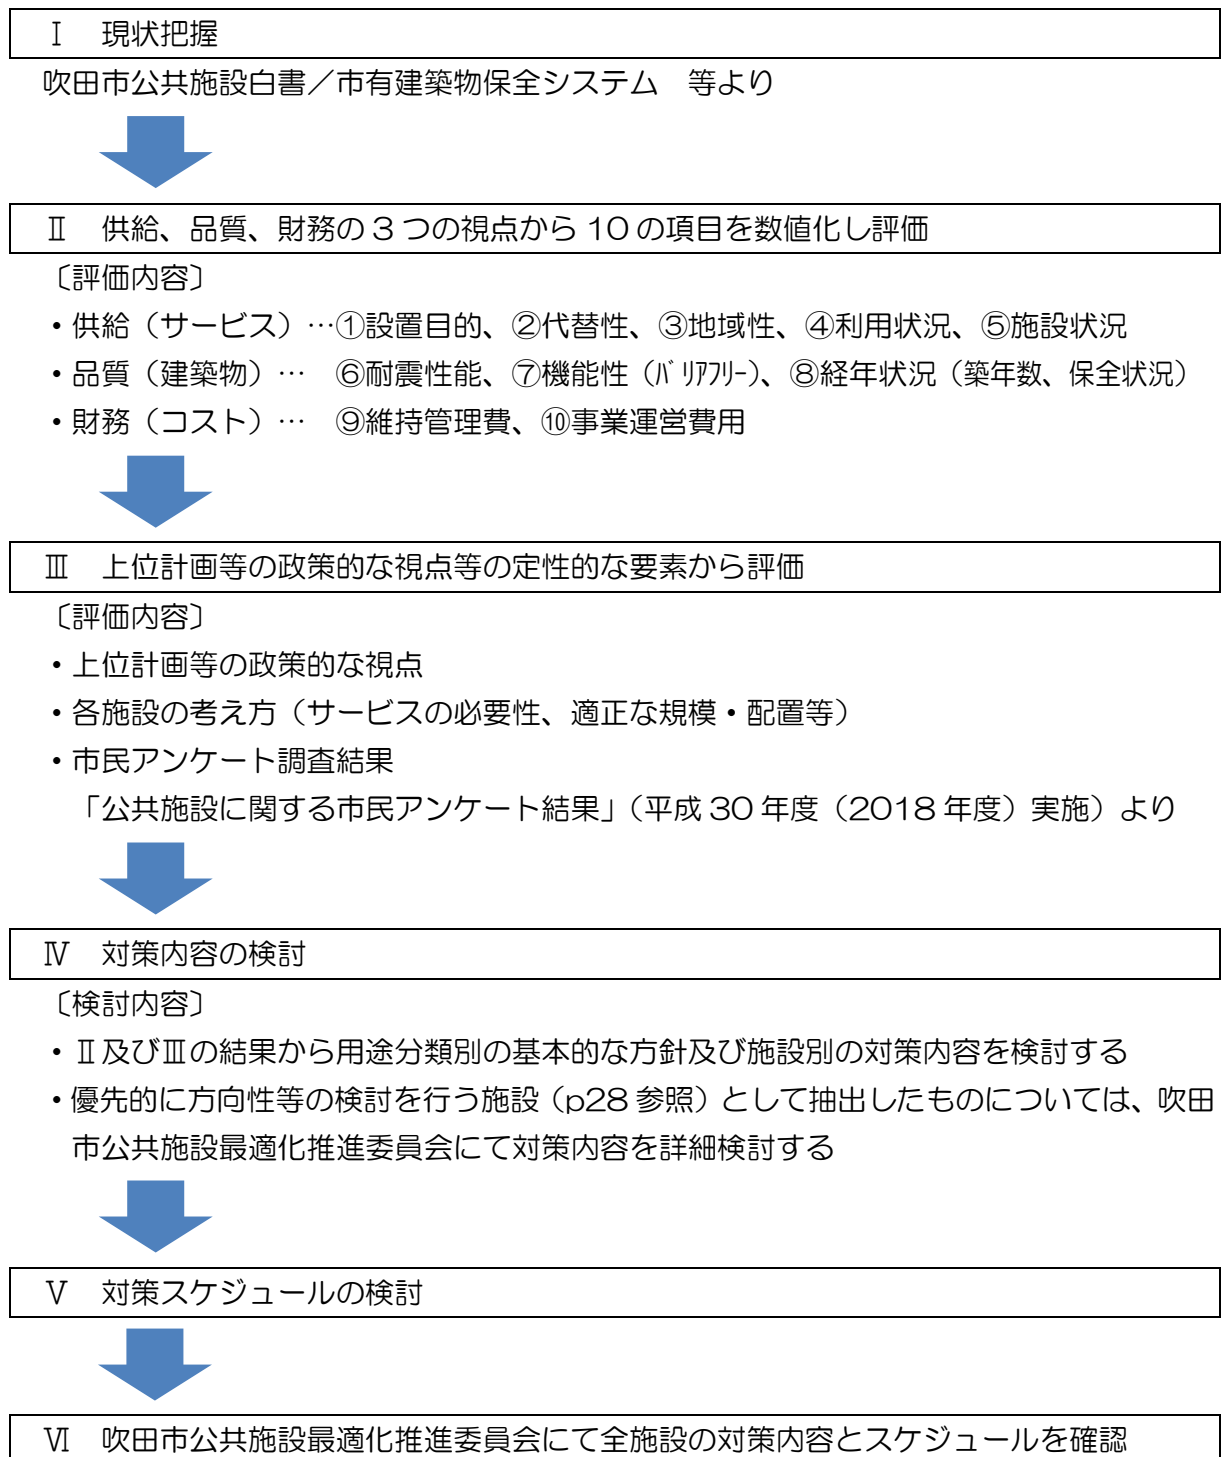 Ⅰ　現状把握
吹田市公共施設白書／市有建築物保全システム　等より
Ⅱ　供給、品質、財務の３つの視点から 10 の項目を数値化し評価
〔評価内容〕
・供給（サービス）…①設置目的、②代替性、③地域性、④利用状況、⑤施設状況
・品質（建築物）…　⑥耐震性能、⑦機能性（ﾊﾞﾘｱﾌﾘｰ）、⑧経年状況（築年数、保全状況）
・財務（コスト）…　⑨維持管理費、⑩事業運営費用
Ⅲ　上位計画等の政策的な視点等の定性的な要素から評価
〔評価内容〕
・上位計画等の政策的な視点
・各施設の考え方（サービスの必要性、適正な規模・配置等）
・市民アンケート調査結果
「公共施設に関する市民アンケート結果」（平成 30 年度（2018 年度）実施）より
Ⅳ　対策内容の検討
〔検討内容〕
・Ⅱ及びⅢの結果から用途分類別の基本的な方針及び施設別の対策内容を検討する
・優先的に方向性等の検討を行う施設（p28 参照）として抽出したものについては、吹田
市公共施設最適化推進委員会にて対策内容を詳細検討する
Ⅴ　対策スケジュールの検討
Ⅵ　吹田市公共施設最適化推進委員会にて全施設の対策内容とスケジュールを確認